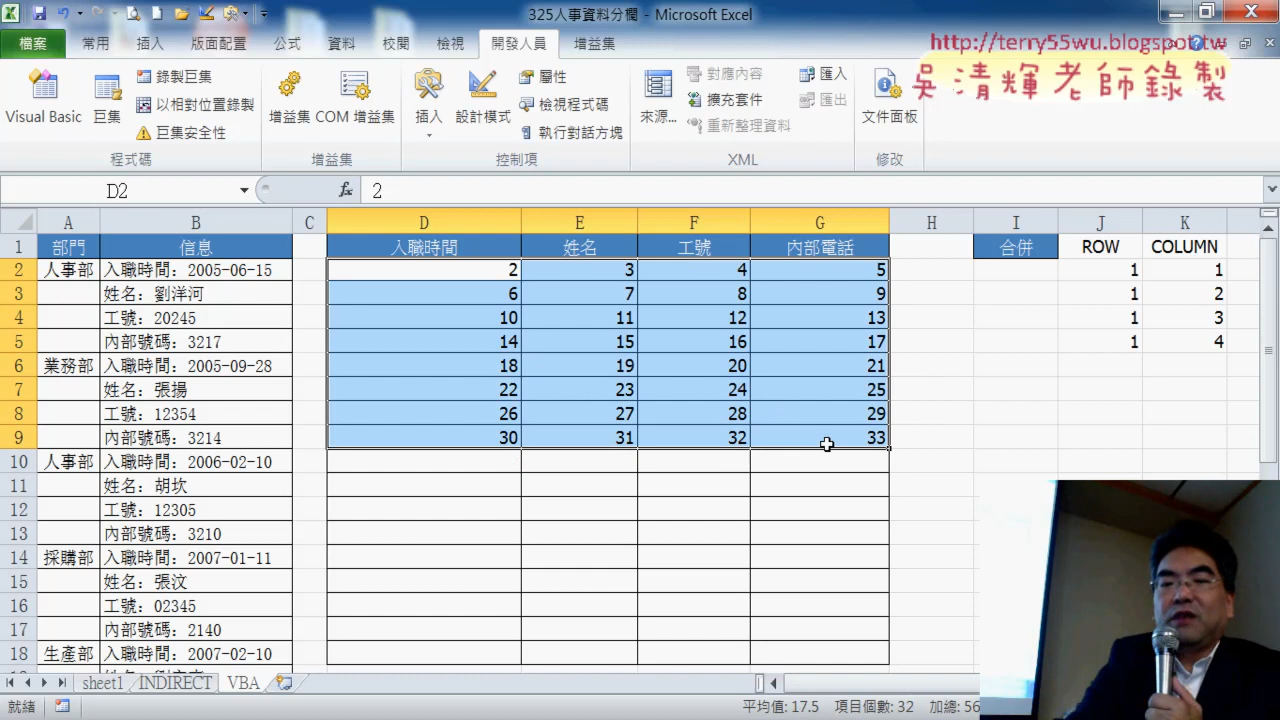 325人事資料分欄 - Microsoft Excel
檔案 常用 插入 版面配置 公式 資料 校閱 檢視 開發人員 增益集
http://terry55wu.blogspot.tw
吳清輝老師錄製
Visual Basic 巨集 錄製巨集 以相對位置錄製 巨集安全性 程式碼
增益集 COM 增益集 增益集
插入 設計模式 屬性 檢視程式碼 執行對話方塊 控制項
來源... 對應內容 擴充套件 重新整理資料 匯入 匯出 XML
文件面板 修改
D2 fx 2
A B C D E F G H I J K
1 部門 信息 入職時間 姓名 工號 內部電話 合併 ROW COLUMN
2 人事部 入職時間: 2005-06-15 2 3 4 5 1 1
3 姓名: 劉洋河 6 7 8 9 1 2
4 工號: 20245 10 11 12 13 1 3
5 內部號碼: 3217 14 15 16 17 1 4
6 業務部 入職時間: 2005-09-28 18 19 20 21
7 姓名: 張揚 22 23 24 25
8 工號: 12354 26 27 28 29
9 內部號碼: 3214 30 31 32 33
10 人事部 入職時間: 2006-02-10
11 姓名: 胡坎
12 工號: 12305
13 內部號碼: 3210
14 採購部 入職時間: 2007-01-11
15 姓名: 張汶
16 工號: 02345
17 內部號碼: 2140
18 生產部 入職時間: 2007-02-10
sheet1 INDIRECT VBA
就緒 平均值: 17.5 項目個數: 32 加總: 56